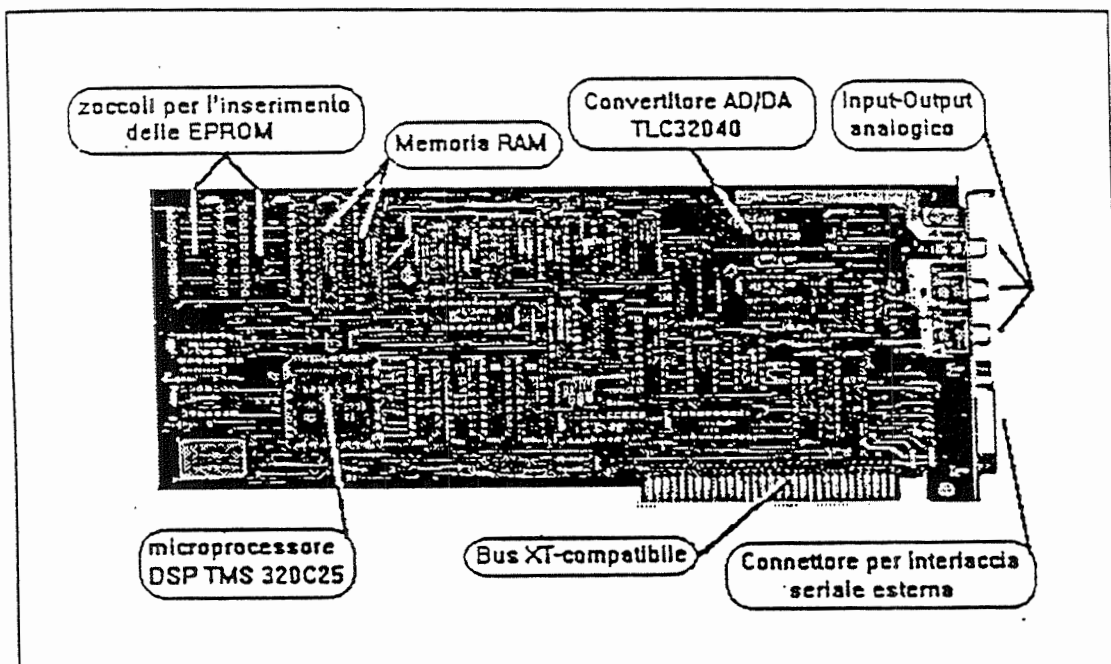 zoccoli per l'inserimento
delle EPROM
Memoria RAM
Convertitore AD/DA
TLC32040
Input-Output
analogico
microprocessore
DSP TMS 320C25
Bus XT-compatibile
Connettore per interfaccia
seriale esterna